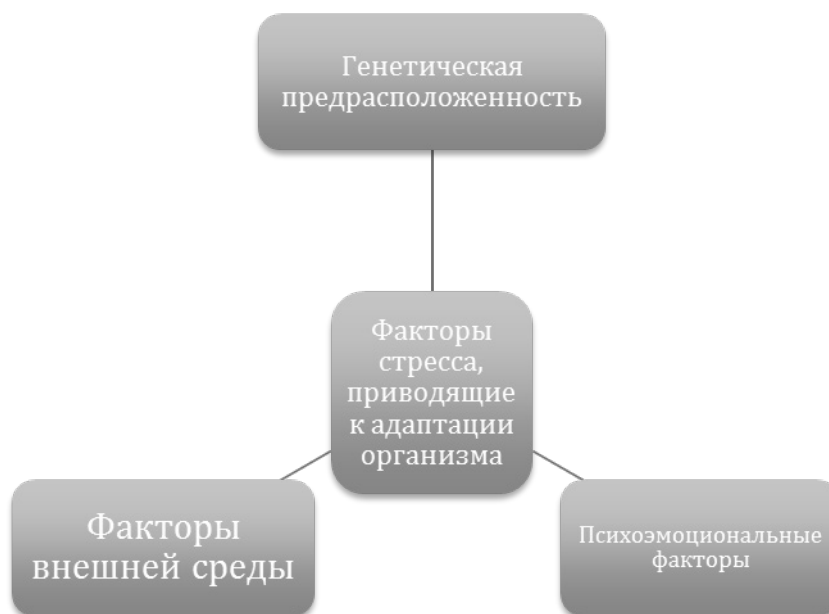 Генетическая
предрасположенность
Факторы
стресса,
приводящие
к адаптации
организма
Факторы
внешней среды
Психоэмоциональные
факторы